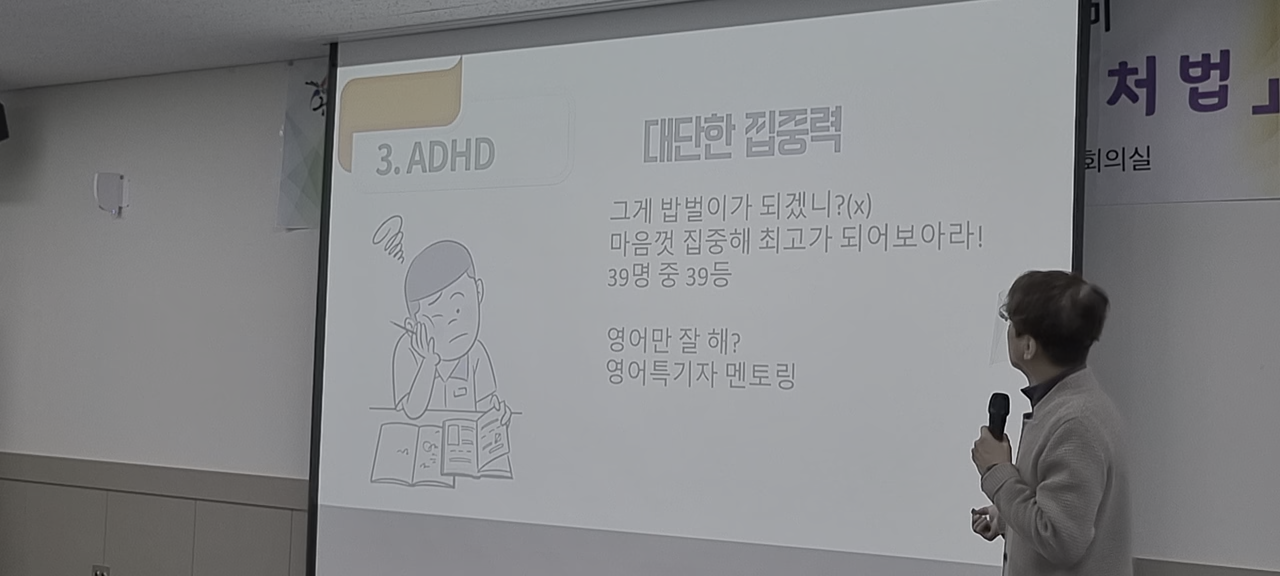 3. ADHD
대단한 집중력
그게 밥벌이가 되겠니?(x)
마음껏 집중해 최고가 되어보아라!
39명 중 39등
영어만 잘 해?
영어특기자 멘토링
처법
회의실